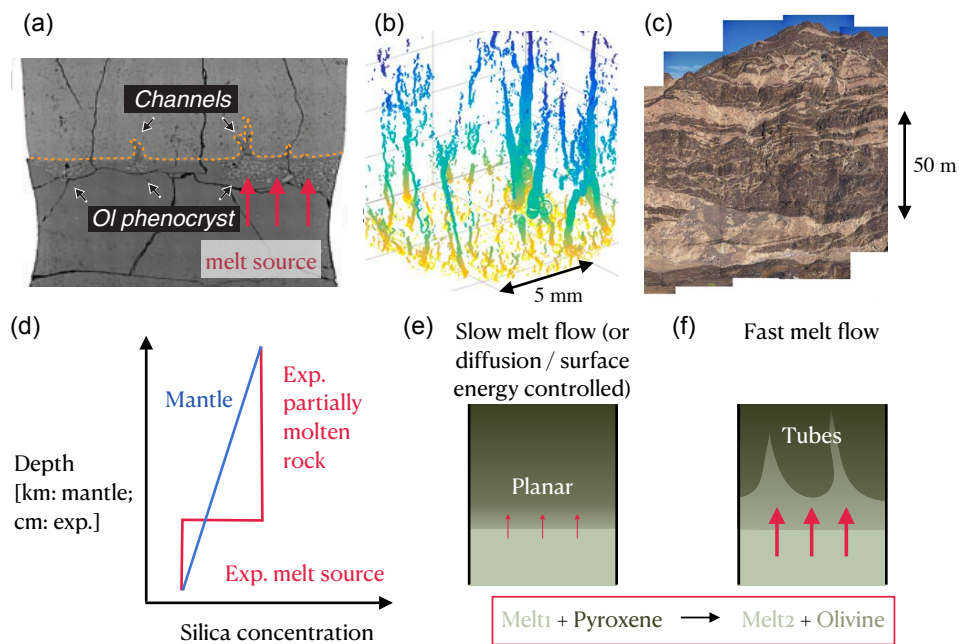 (a)
Channels
Ol phenocryst
melt source
(b)
5 mm
(c)
50 m
(d)
Mantle
Exp.
partially
molten
rock
Depth
[km: mantle;
cm: exp.]
Exp. melt source
Silica concentration
(e)
Slow melt flow (or
diffusion / surface
energy controlled)
Planar
(f)
Fast melt flow
Tubes
Melt1 + Pyroxene → Melt2 + Olivine